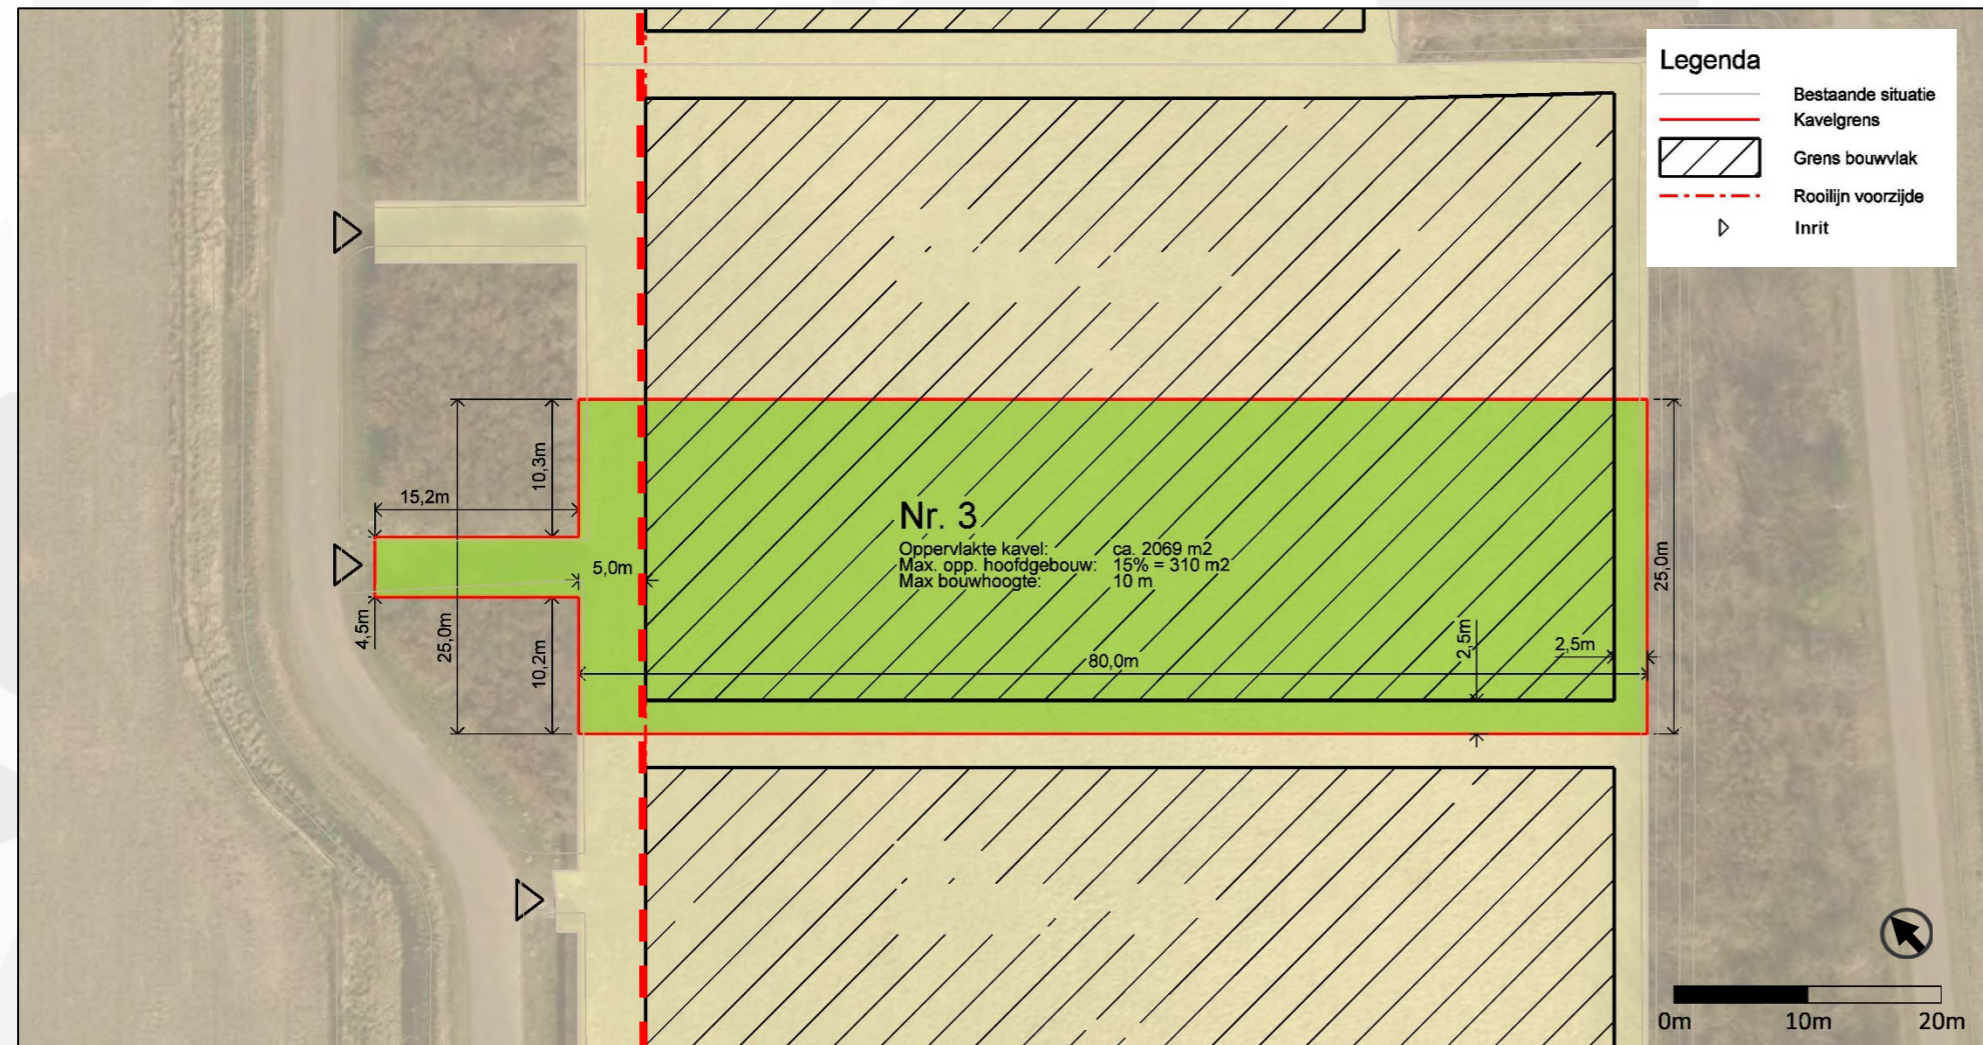 Legenda
Bestaande situatie
Kavelgrens
Grens bouwvlak
Rooilijn voorzijde
Inrit
10,3m
15,2m
5,0m
4,5m
25,0m
10,2m
Nr. 3
Oppervlakte kavel: ca. 2069 m2
Max. opp. hoofdgebouw: 15% = 310 m2
Max bouwhoogte: 10 m
80,0m
2,5m
2,5m
25,0m
0m 10m 20m